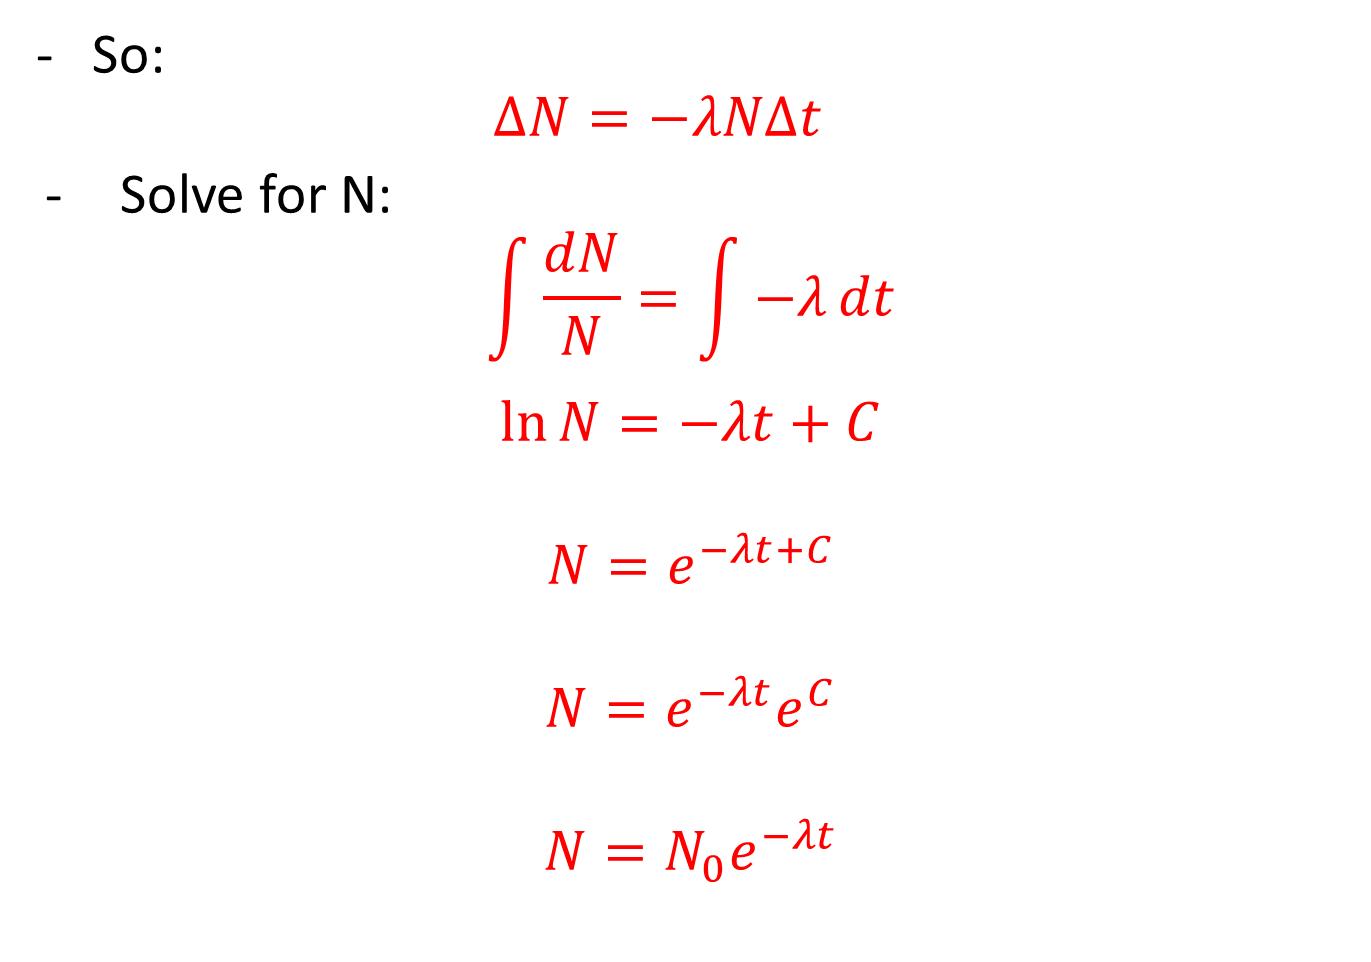 - So:
ΔN = −λNΔt
- Solve for N:
∫ dN/N = ∫ −λ dt
ln N = −λt + C
N = e^{−λt+C}
N = e^{−λt}e^{C}
N = N₀e^{−λt}